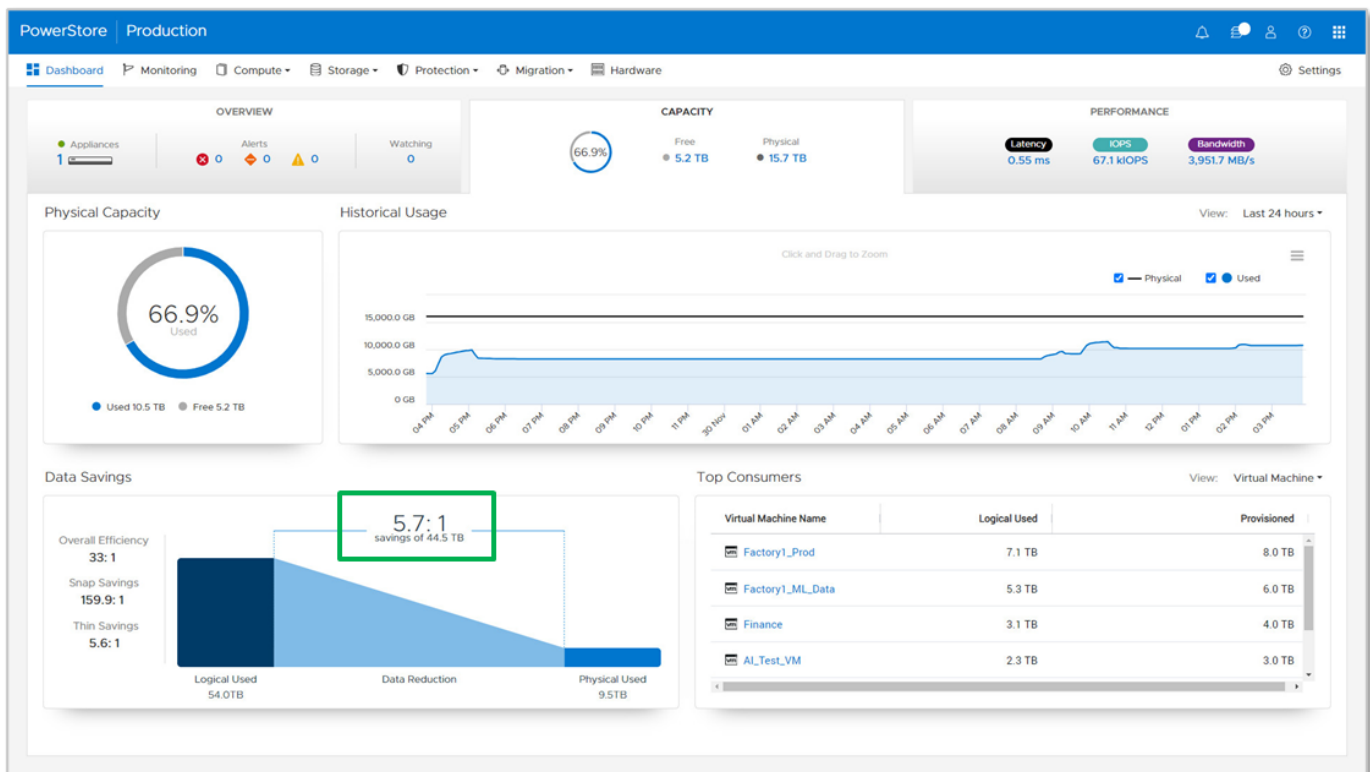 PowerStore Production
Dashboard Monitoring Compute Storage Protection Migration Hardware Settings
OVERVIEW
Appliances
1
Alerts
0 0 0
Watching
0
CAPACITY
66.9%
Free
5.2 TB
Physical
15.7 TB
PERFORMANCE
Latency
0.55 ms
IOPS
67.1 kIOPS
Bandwidth
3,951.7 MB/s
Physical Capacity
66.9%
Used
Used 10.5 TB Free 5.2 TB
Historical Usage
View: Last 24 hours
Click and Drag to Zoom
Physical Used
15,000.0 GB
10,000.0 GB
5,000.0 GB
0 GB
04 PM 05 PM 06 PM 07 PM 08 PM 09 PM 10 PM 11 PM 30 Nov 01 AM 02 AM 03 AM 04 AM 05 AM 06 AM 07 AM 08 AM 09 AM 10 AM 11 AM 12 PM 01 PM 02 PM 03 PM
Data Savings
5.7: 1
savings of 44.5 TB
Overall Efficiency
33: 1
Snap Savings
159.9: 1
Thin Savings
5.6: 1
Logical Used
54.0TB
Data Reduction
Physical Used
9.5TB
Top Consumers
View: Virtual Machine
Virtual Machine Name Logical Used Provisioned
Factory1_Prod 7.1 TB 8.0 TB
Factory1_ML_Data 5.3 TB 6.0 TB
Finance 3.1 TB 4.0 TB
AI_Test_VM 2.3 TB 3.0 TB